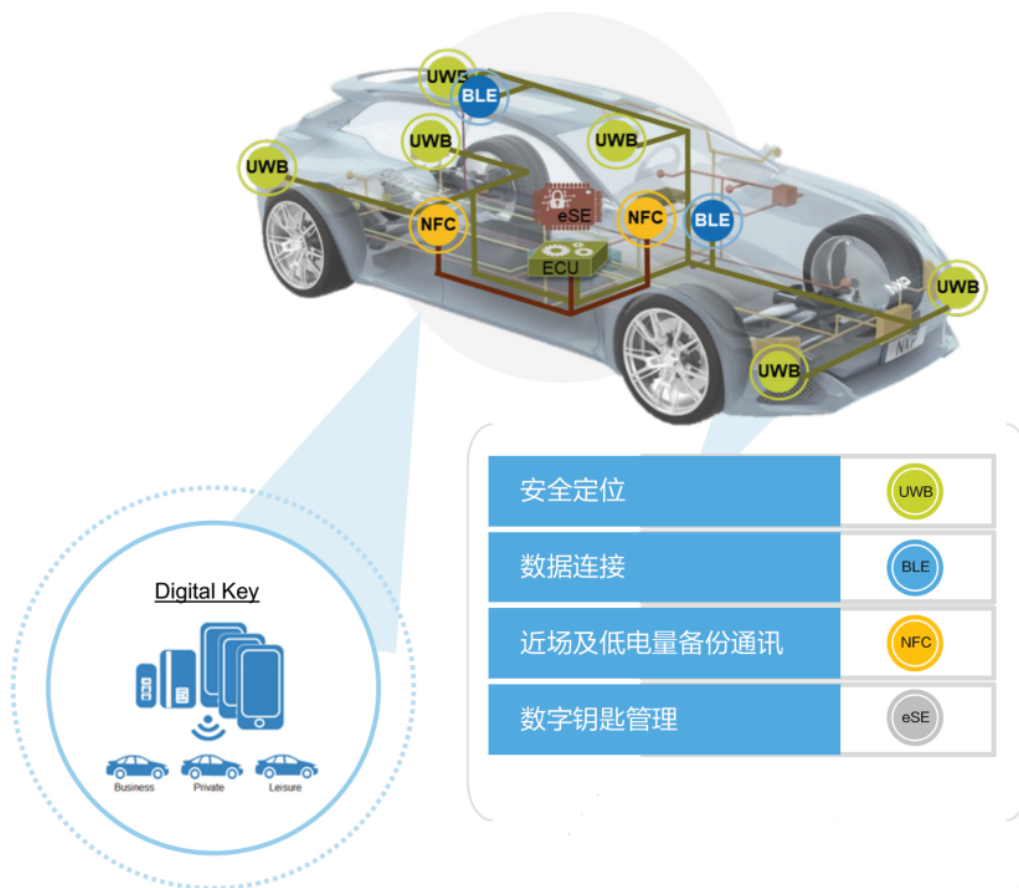 UWB
BLE
UWB
UWB
UWB
NFC
eSE
NFC
BLE
ECU
UWB
NXP
NXP
UWB
安全定位
UWB
数据连接
BLE
近场及低电量备份通讯
NFC
数字钥匙管理
eSE
Digital Key
Business
Private
Leisure